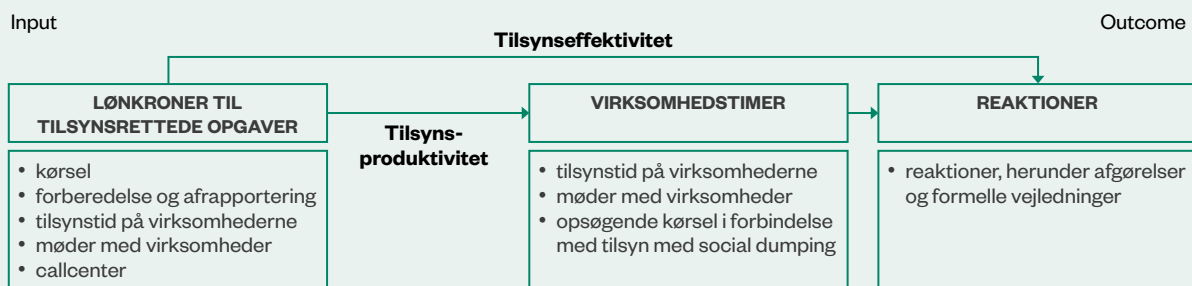 Input
Outcome
Tilsynseffektivitet
LØNKRONER TIL
TILSYNSRETTEDE OPGAVER
Tilsyns-
produktivitet
VIRKSOMHEDSTIMER
REAKTIONER
• kørsel
• forberedelse og afrapportering
• tilsynstid på virksomhederne
• møder med virksomheder
• callcenter
• tilsynstid på virksomhederne
• møder med virksomheder
• opsøgende kørsel i forbindelse
med tilsyn med social dumping
• reaktioner, herunder afgørelser
og formelle vejledninger